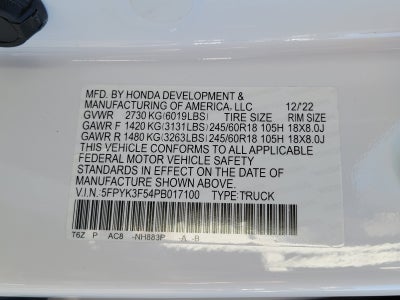 MFD. BY HONDA DEVELOPMENT &
MANUFACTURING OF AMERICA, LLC 12/22
GVWR 2730 KG(6019LBS) TIRE SIZE RIM SIZE
GAWR F 1420 KG(3131LBS) 245/60R18 105H 18X8.0J
GAWR R 1480 KG(3263LBS) 245/60R18 105H 18X8.0J
THIS VEHICLE CONFORMS TO ALL APPLICABLE
FEDERAL MOTOR VEHICLE SAFETY
STANDARDS IN EFFECT ON THE DATE OF
MANUFACTURE SHOWN ABOVE.
V.I.N.: 5FPYK3F54PB017100 TYPE:TRUCK
T6Z P AC8 -NH883P -A -B